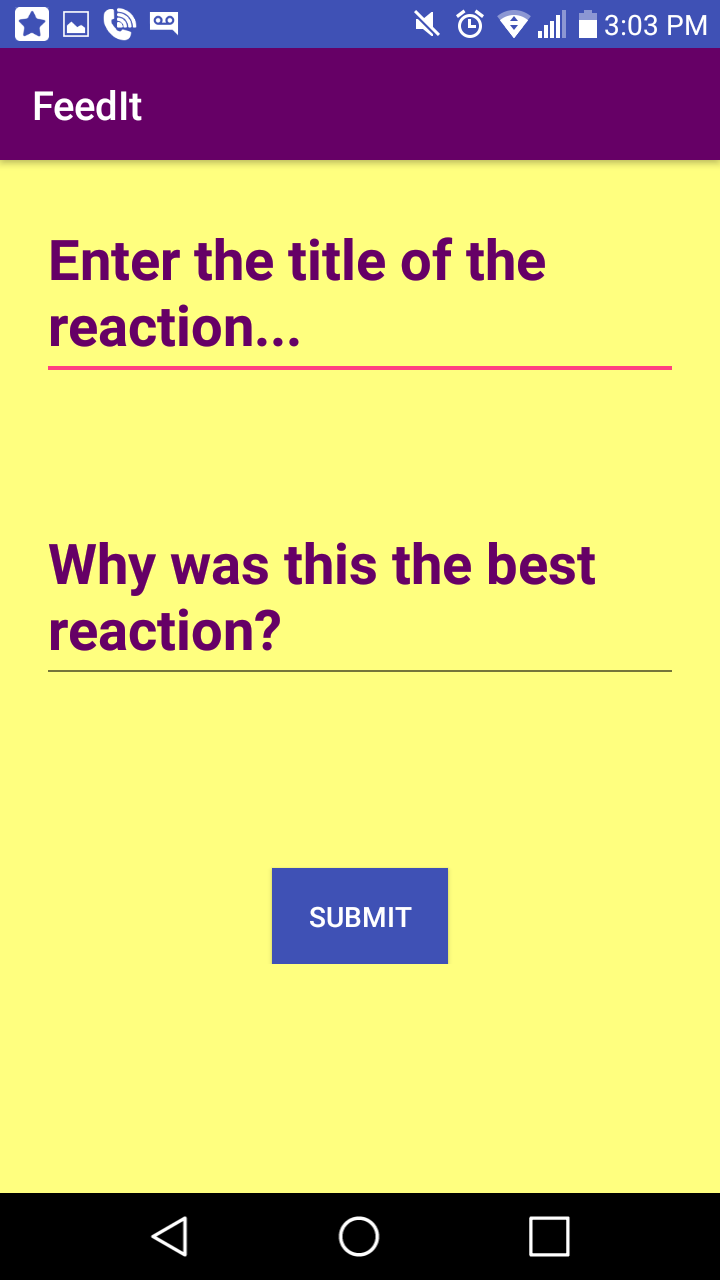 3:03 PM
FeedIt
Enter the title of the
reaction...
Why was this the best
reaction?
SUBMIT